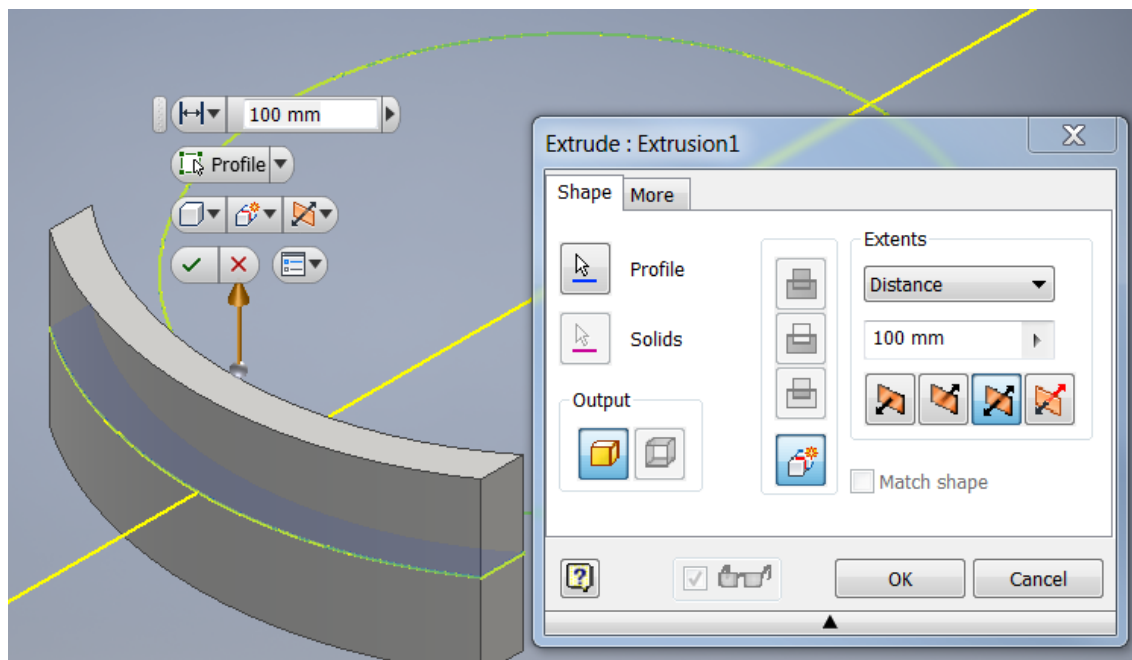 100 mm
Profile
Extrude : Extrusion1
Shape
More
Profile
Solids
Output
Extents
Distance
100 mm
Match shape
OK
Cancel